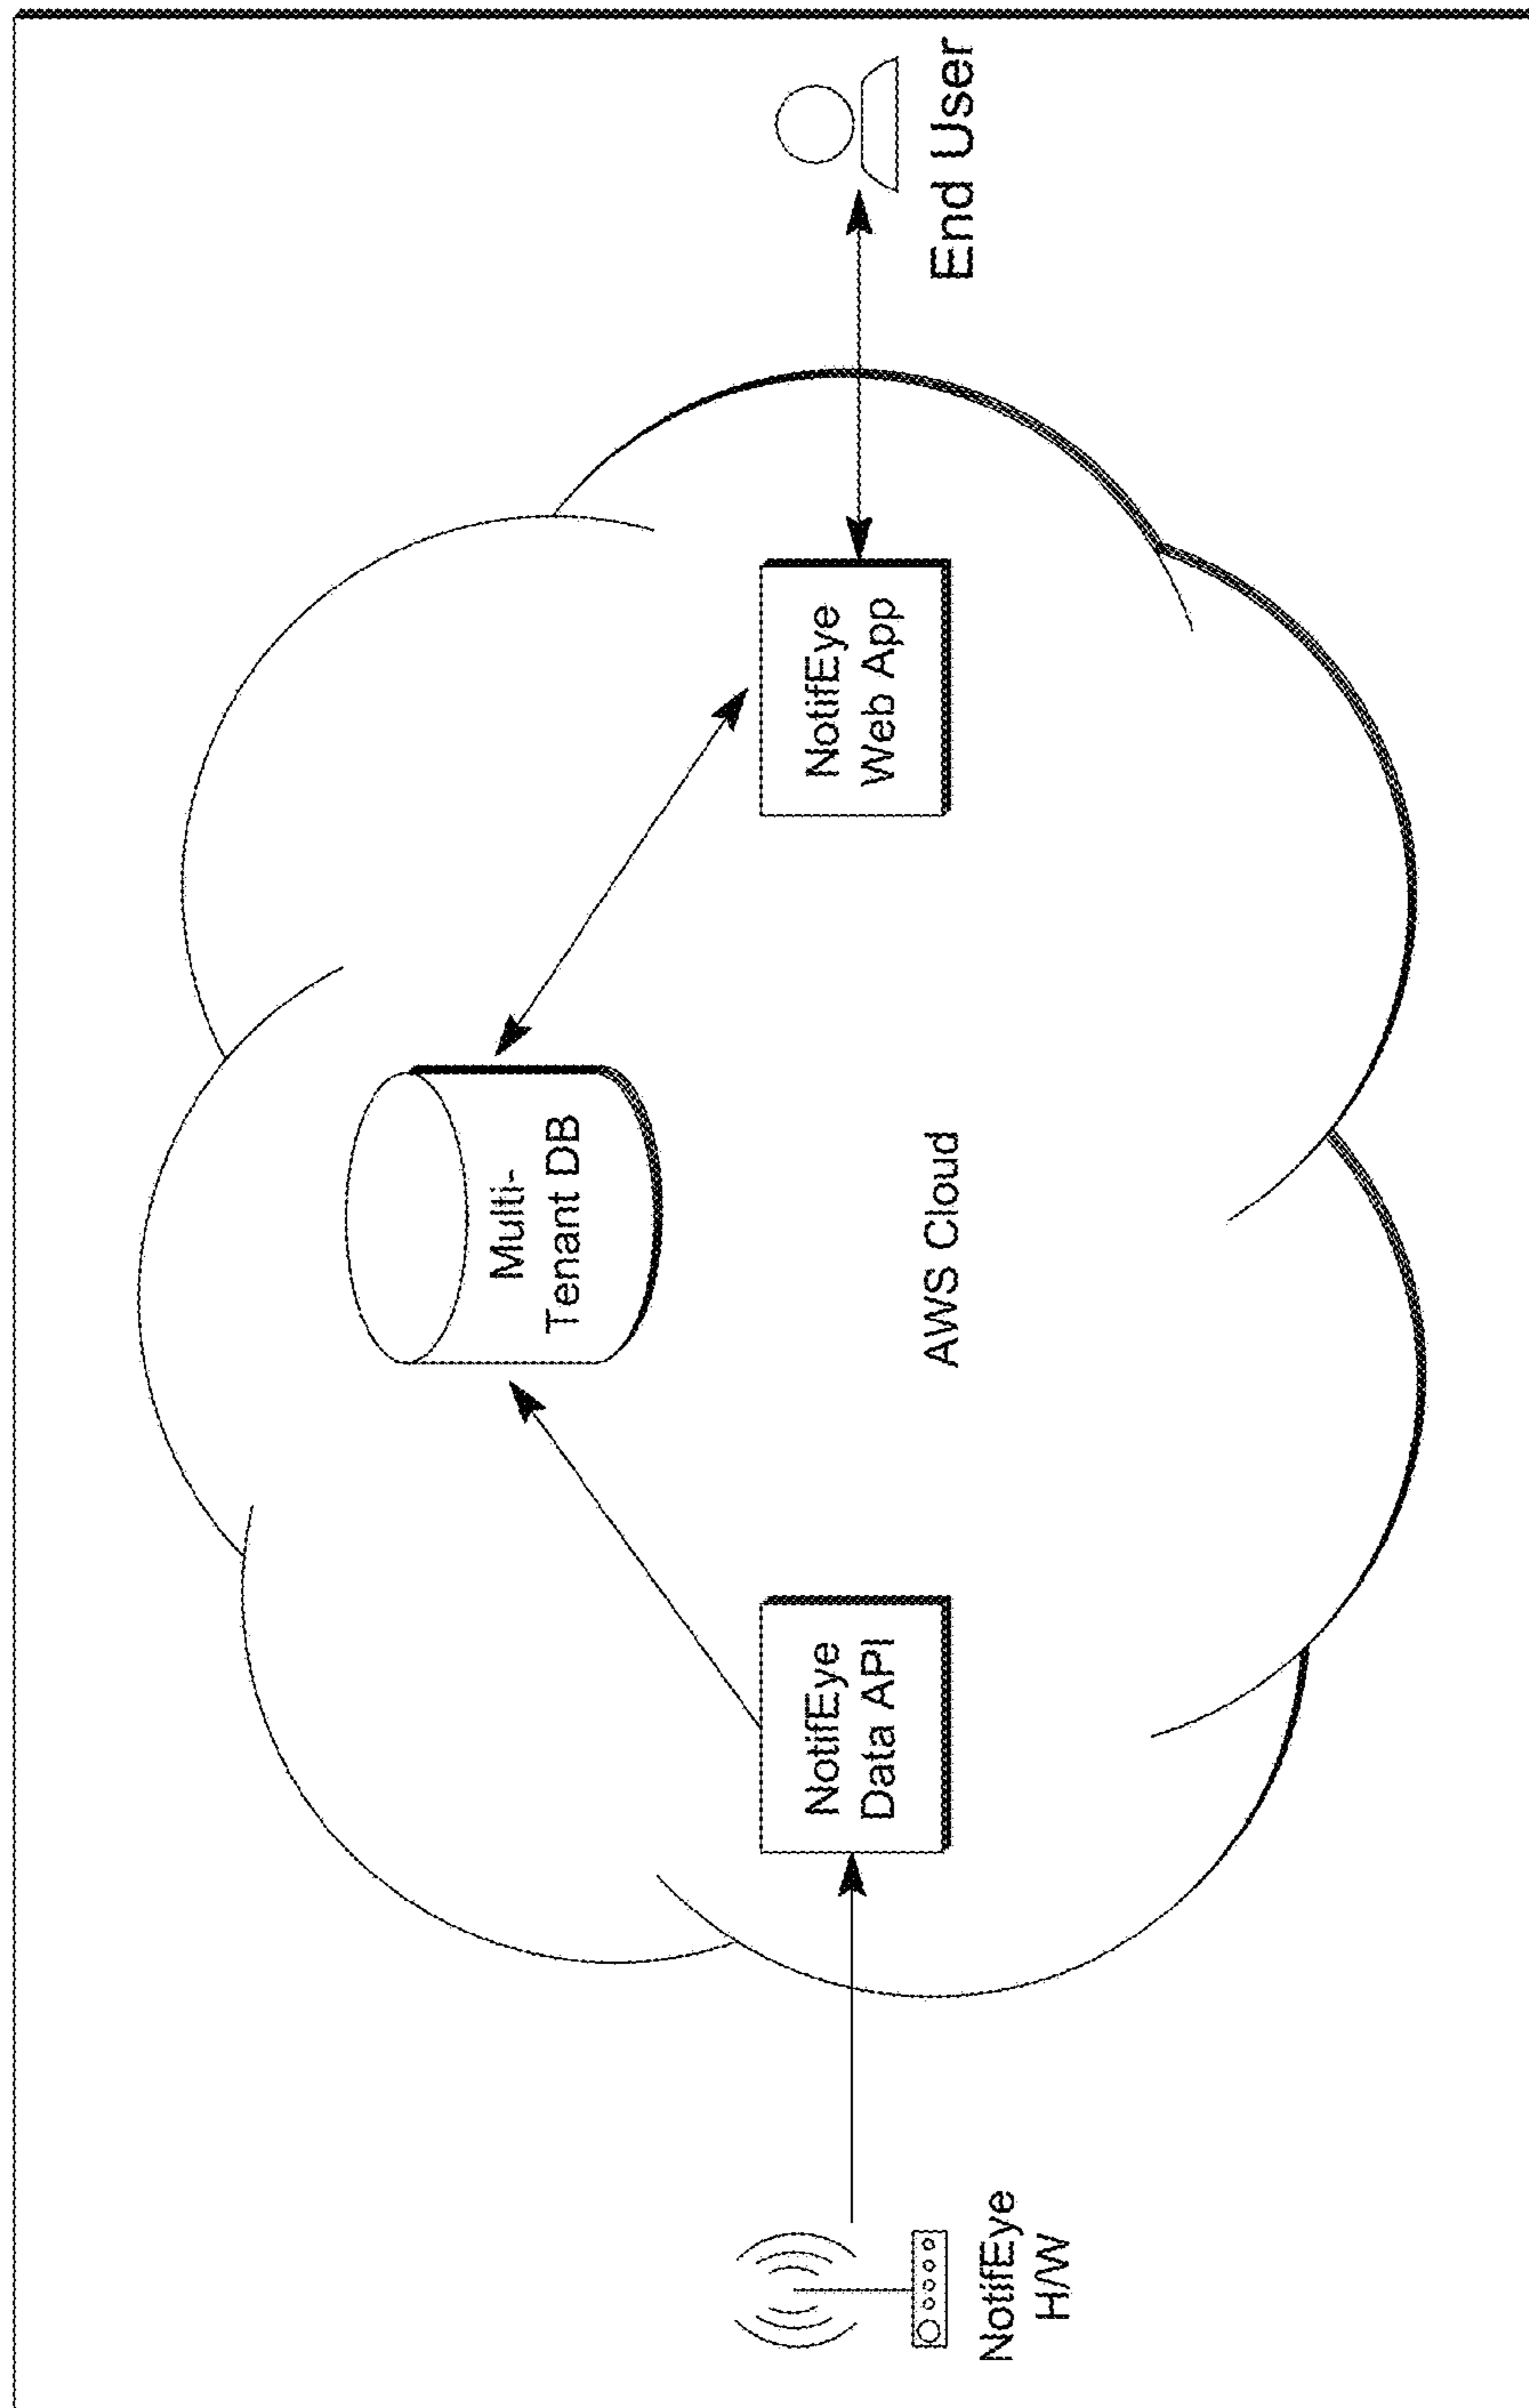 Multi-
Tenant DB
NotifEye
Data API
NotifEye
Web App
AWS Cloud
NotifEye
H/W
End User